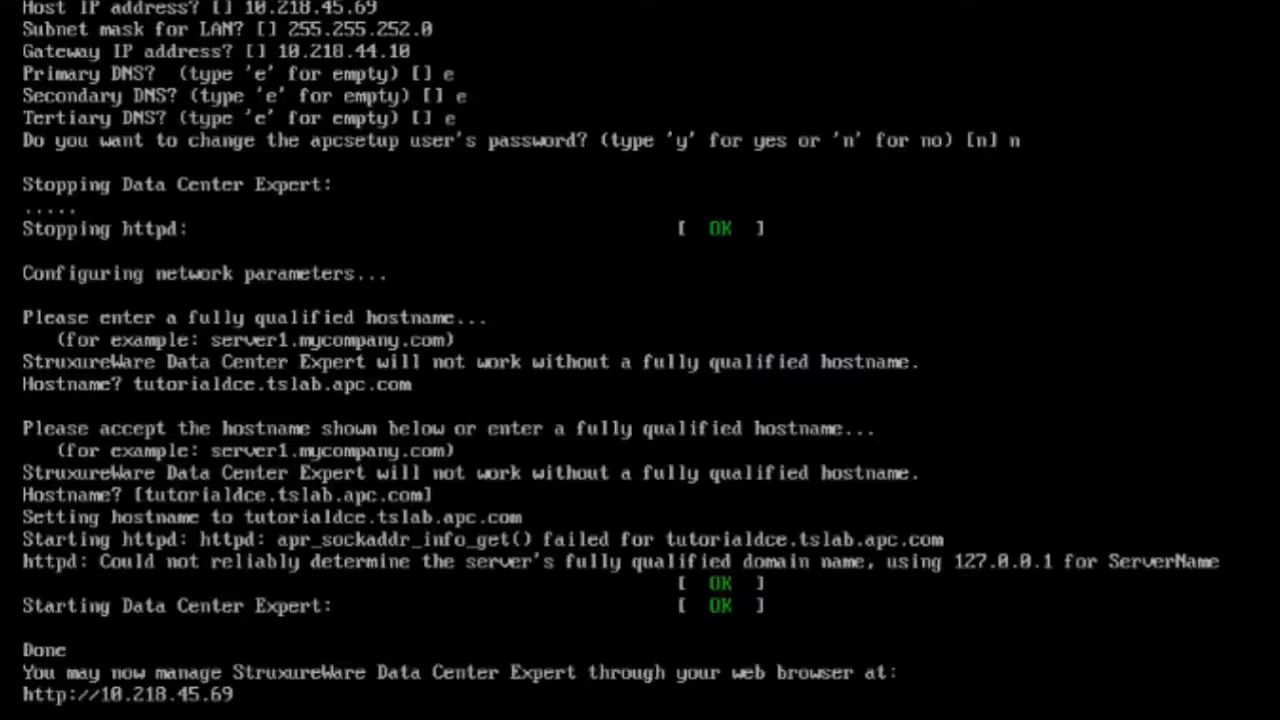 Host IP address? [] 10.218.45.69
Subnet mask for LAN? [] 255.255.252.0
Gateway IP address? [] 10.218.44.10
Primary DNS?  (type 'e' for empty) [] e
Secondary DNS? (type 'e' for empty) [] e
Tertiary DNS? (type 'e' for empty) [] e
Do you want to change the apcsetup user's password? (type 'y' for yes or 'n' for no) [n] n
Stopping Data Center Expert:
.....
Stopping httpd: [ OK ]
Configuring network parameters...
Please enter a fully qualified hostname...
(for example: server1.mycompany.com)
StruxureWare Data Center Expert will not work without a fully qualified hostname.
Hostname? tutorialdce.tslab.apc.com
Please accept the hostname shown below or enter a fully qualified hostname...
(for example: server1.mycompany.com)
StruxureWare Data Center Expert will not work without a fully qualified hostname.
Hostname? [tutorialdce.tslab.apc.com]
Setting hostname to tutorialdce.tslab.apc.com
Starting httpd: httpd: apr_sockaddr_info_get() failed for tutorialdce.tslab.apc.com
httpd: Could not reliably determine the server's fully qualified domain name, using 127.0.0.1 for ServerName
[ OK ]
Starting Data Center Expert: [ OK ]
Done
You may now manage StruxureWare Data Center Expert through your web browser at:
http://10.218.45.69